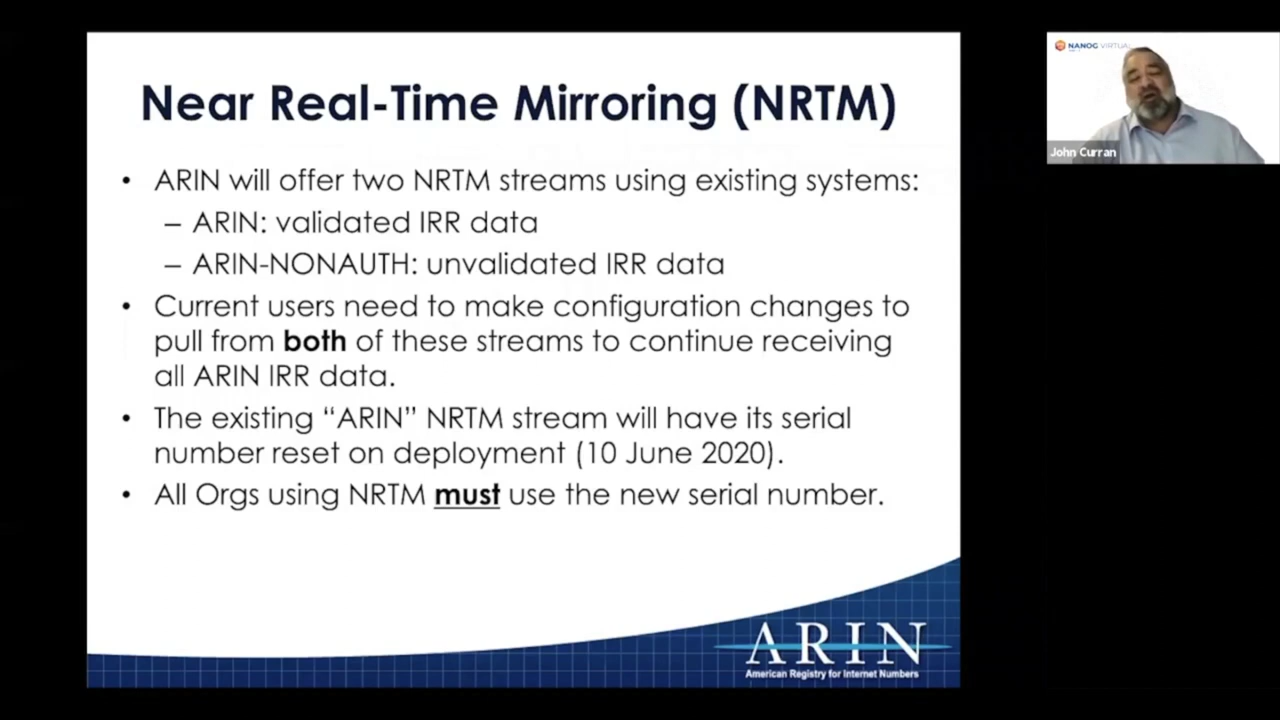 Near Real-Time Mirroring (NRTM)
• ARIN will offer two NRTM streams using existing systems:
– ARIN: validated IRR data
– ARIN-NONAUTH: unvalidated IRR data
• Current users need to make configuration changes to
pull from both of these streams to continue receiving
all ARIN IRR data.
• The existing “ARIN” NRTM stream will have its serial
number reset on deployment (10 June 2020).
• All Orgs using NRTM must use the new serial number.
ARIN
American Registry for Internet Numbers
NANOG VIRTUAL
John Curran